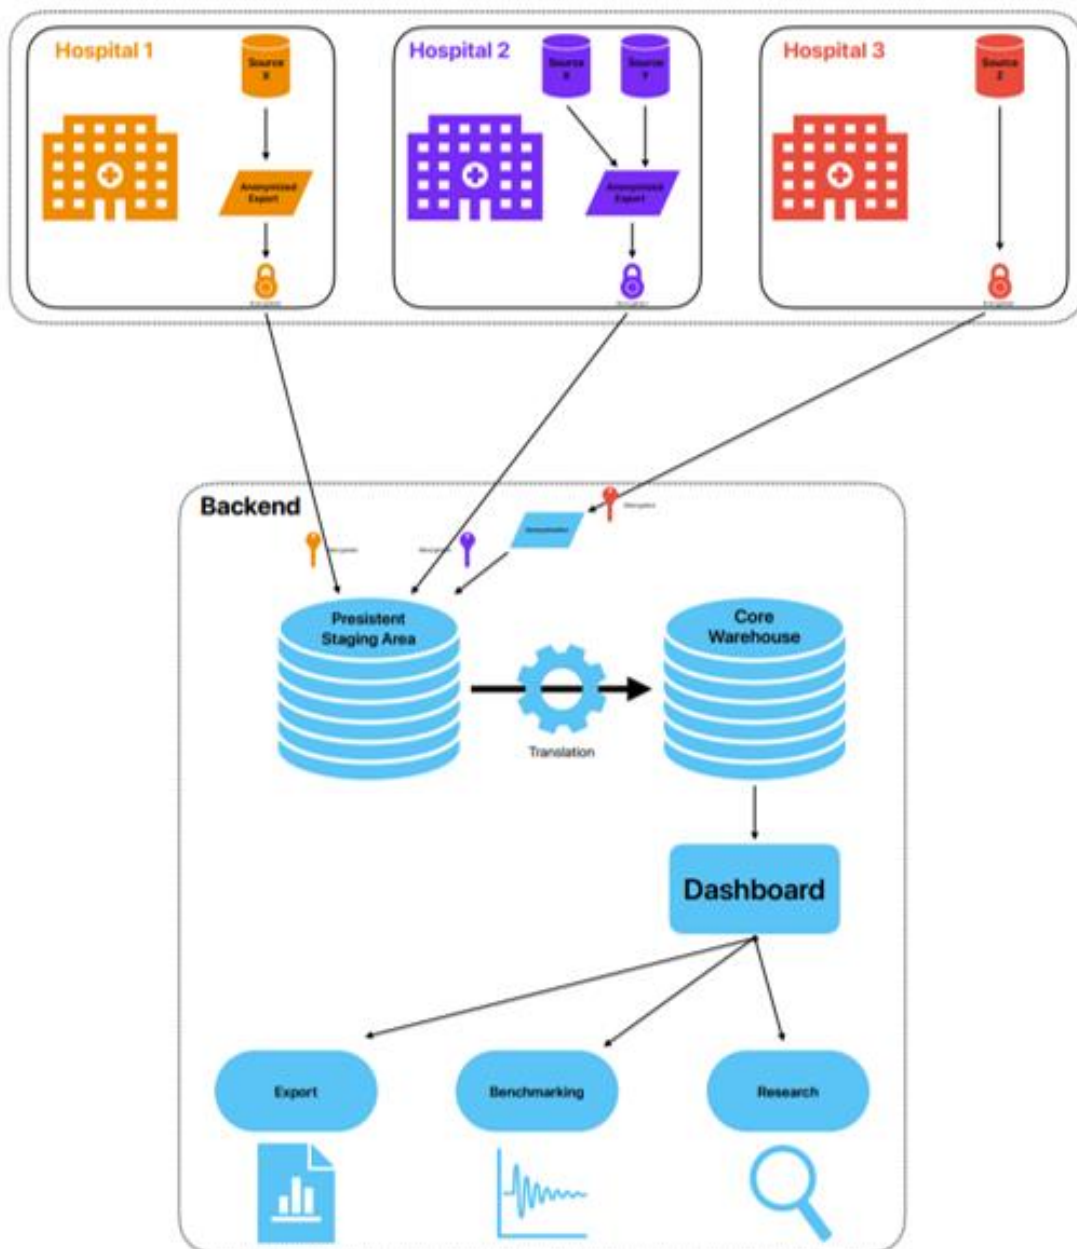 Hospital 1
Source
X
Anonymized
Export
Hospital 2
Source
X
Source
Y
Anonymized
Export
Hospital 3
Source
Z
Backend
Presistent
Staging Area
Core
Warehouse
Translation
Dashboard
Export
Benchmarking
Research